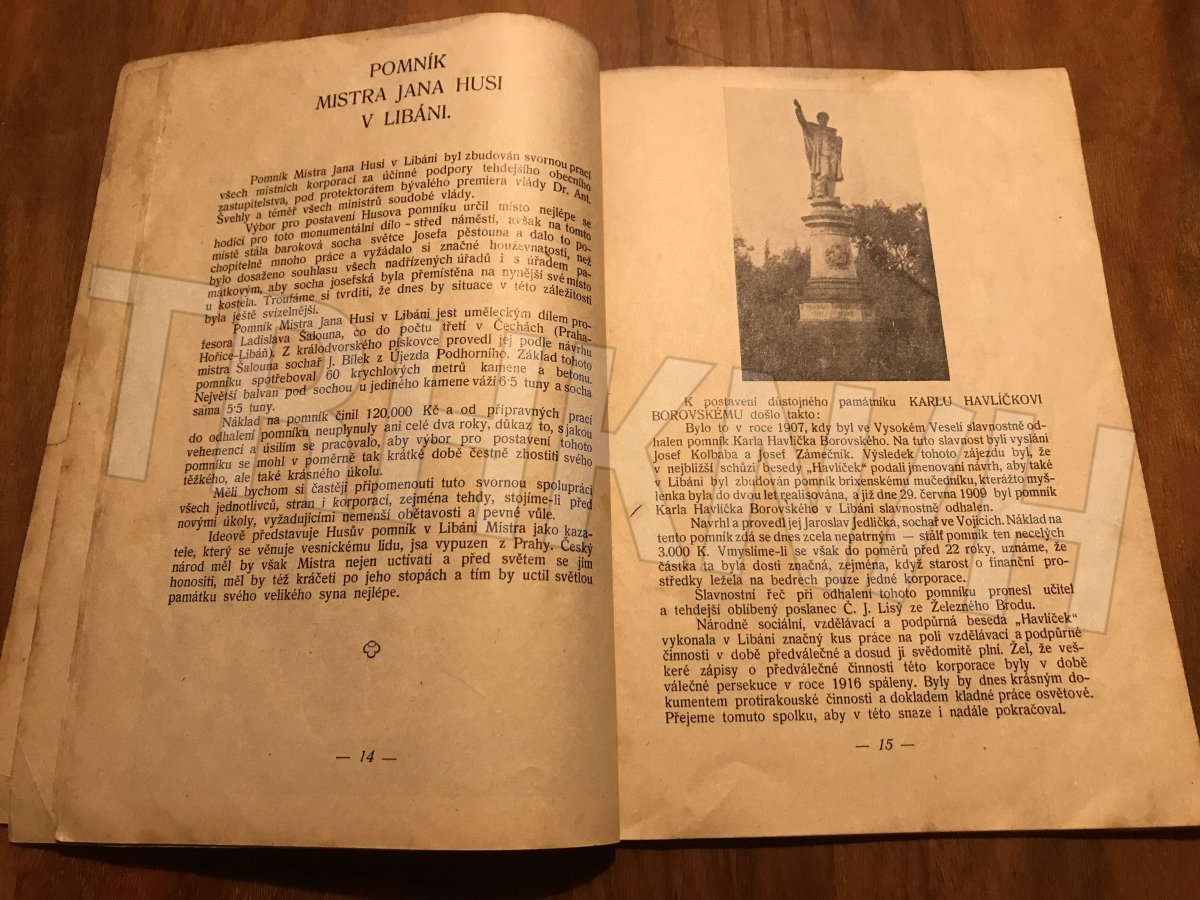 POMNÍK
MISTRA JANA HUSI
V LIBÁNI.
Pomník Mistra Jana Husi v Libáni byl zbudován svornou prací
všech místních korporací za účinné podpory tehdejšího obecního
zastupitelstva, pod protektorátem bývalého premiera vlády Dr. Ant.
Švehly a téměř všech ministrů soudobé vlády.
Výbor pro postavení Husova pomníku určil místo nejlépe se
hodící pro toto monumentální dílo - střed náměstí, avšak na tomto
místě stála baroková socha světce Josefa pěstouna a dalo to po-
chopitelně mnoho práce a vyžádalo si značné houževnatosti, než
bylo dosaženo souhlasu všech nadřízených úřadů i s úřadem pa-
mátkovým, aby socha josefská byla přemístěna na nynější své místo
u kostela. Troufáme si tvrditi, že dnes by situace v této záležitosti
byla ještě svízelnější.
Pomník Mistra Jana Husi v Libáni jest uměleckým dílem pro-
fesora Ladislava Šalouna, co do počtu třetí v Čechách (Praha-
Hořice-Libáň). Z královorského pískovce provedl jej podle návrhu
mistra Šalouna sochař J. Bílek z Újezda Podhorního. Základ tohoto
pomníku spotřeboval 60 krychlových metrů kamene a betonu.
Největší balvan pod sochou u jediného kamene váží 6·5 tuny a socha
sama 5·5 tuny.
Náklad na pomník činil 120,000 Kč a od přípravných prací
do odhalení pomníku neuplynuly ani celé dva roky, důkaz to, s jakou
vehemencí a úsilím se pracovalo, aby výbor pro postavení tohoto
pomníku se mohl v poměrně tak krátké době čestně zhostiti svého
těžkého, ale také krásného úkolu.
Měli bychom si častěji připomenouti tuto svornou spolupráci
všech jednotlivců, stran i korporací, zejména tehdy, stojíme-li před
novými úkoly, vyžadujícími nemenší obětavosti a pevné vůle.
Ideově představuje Husův pomník v Libáni Mistra jako kaza-
tele, který se věnuje vesnickému lidu, jsa vypuzen z Prahy. Český
národ měl by však Mistra nejen uctívati a před světem se jím
honositi, měl by též kráčeti po jeho stopách a tím by uctil světlou
památku svého velikého syna nejlépe.
— 14 —
K postavení důstojného památníku KARLU HAVLÍČKOVI
BOROVSKÉMU došlo takto:
Bylo to v roce 1907, kdy byl ve Vysokém Veselí slavnostně od-
halen pomník Karla Havlíčka Borovského. Na tuto slavnost byli vysláni
Josef Kolbaba a Josef Zámečník. Výsledek tohoto zájezdu byl, že
v nejbližší schůzi besedy „Havlíček“ podali jmenovaní návrh, aby také
v Libáni byl zbudován pomník brixenskému mučedníku, kterážto myš-
lenka byla do dvou let realisována, a již dne 29. června 1909 byl pomník
Karla Havlíčka Borovského v Libáni slavnostně odhalen.
Navrhl a provedl jej Jaroslav Jedlička, sochař ve Vojicích. Náklad na
tento pomník zdá se dnes zcela nepatrným — stálť pomník ten necelých
3.000 K. Vmyslíme-li se však do poměrů před 22 roky, uznáme, že
částka ta byla dosti značná, zejména, když starost o finanční pro-
středky ležela na bedrech pouze jedné korporace.
Slavnostní řeč při odhalení tohoto pomníku pronesl učitel
a tehdejší oblíbený poslanec Č. J. Lisý ze Železného Brodu.
Národně sociální, vzdělávací a podpůrná beseda „Havlíček“
vykonala v Libáni značný kus práce na poli vzdělávací a podpůrné
činnosti v době předválečné a dosud ji svědomitě plní. Žel, že veš-
keré zápisy o předválečné činnosti této korporace byly v době
válečné persekuce v roce 1916 spáleny. Byly by dnes krásným do-
kumentem protirakouské činnosti a dokladem kladné práce osvětové.
Přejeme tomuto spolku, aby v této snaze i nadále pokračoval.
— 15 —